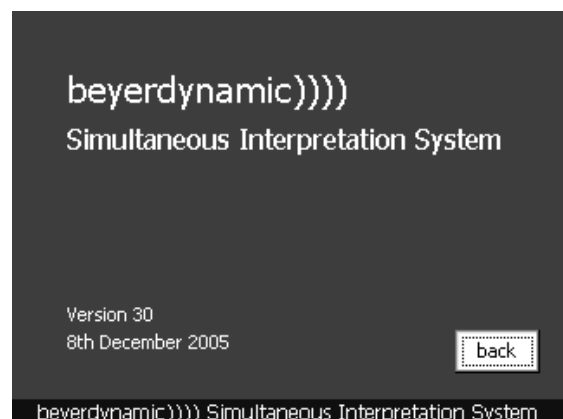 beyerdynamic))))
Simultaneous Interpretation System
Version 30
8th December 2005
back
beyerdynamic)))) Simultaneous Interpretation System